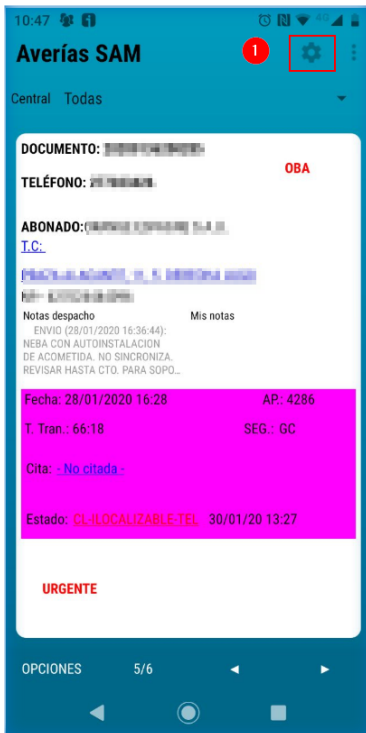 10:47
4G
Averías SAM
1
Central Todas
DOCUMENTO:
OBA
TELÉFONO:
ABONADO:
T.C:
Notas despacho Mis notas
ENVIO (28/01/2020 16:36:44):
NEBA CON AUTOINSTALACION
DE ACOMETIDA. NO SINCRONIZA.
REVISAR HASTA CTO. PARA SOPO...
Fecha: 28/01/2020 16:28 AP.: 4286
T. Tran.: 66:18 SEG.: GC
Cita: - No citada -
Estado: CL-ILOCALIZABLE TEL 30/01/20 13:27
URGENTE
OPCIONES 5/6